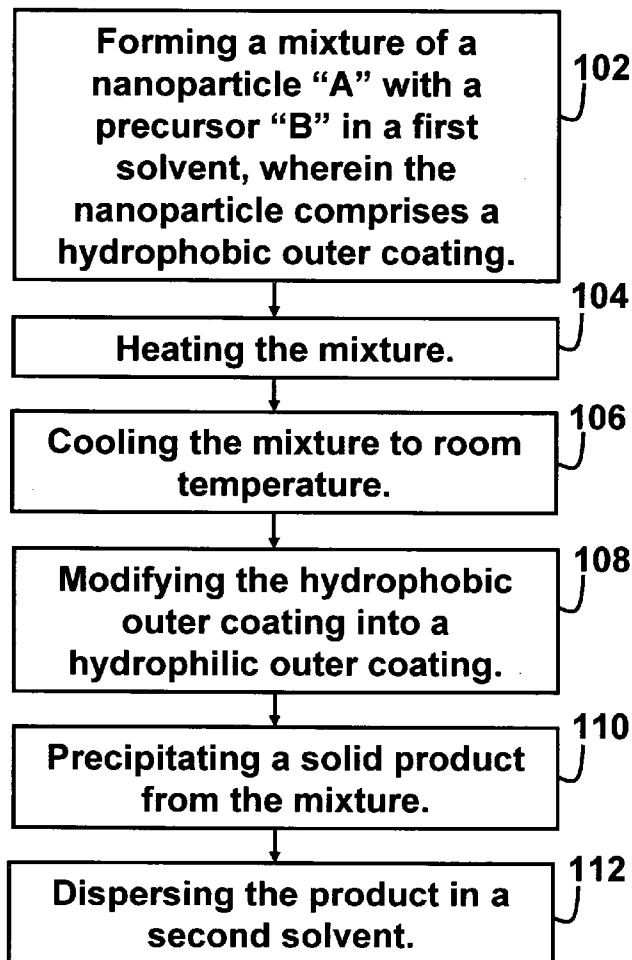 Forming a mixture of a
nanoparticle “A” with a
precursor “B” in a first
solvent, wherein the
nanoparticle comprises a
hydrophobic outer coating.
102
Heating the mixture.
104
Cooling the mixture to room
temperature.
106
Modifying the hydrophobic
outer coating into a
hydrophilic outer coating.
108
Precipitating a solid product
from the mixture.
110
Dispersing the product in a
second solvent.
112